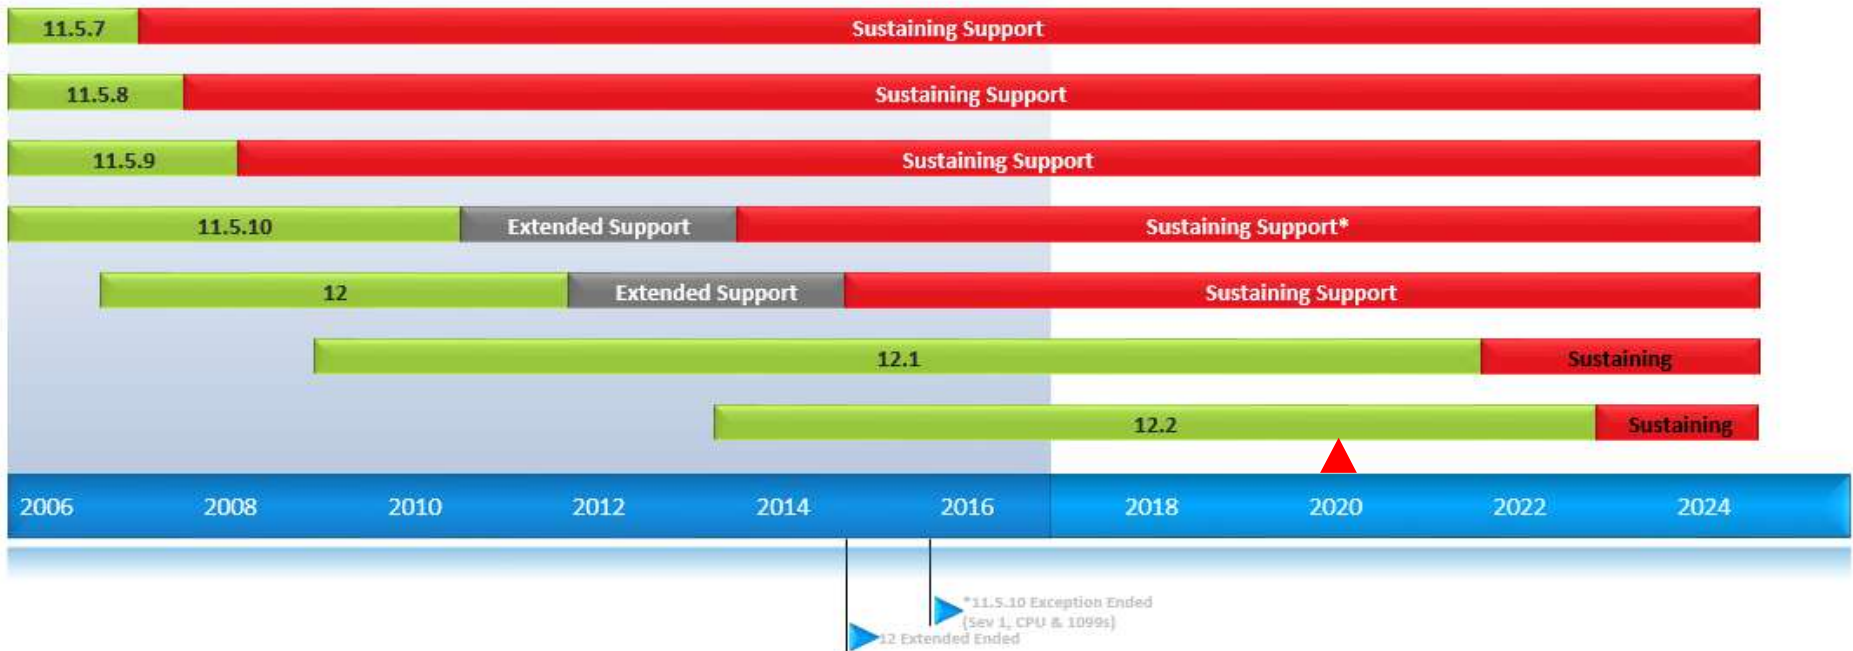 11.5.7 Sustaining Support
11.5.8 Sustaining Support
11.5.9 Sustaining Support
11.5.10 Extended Support Sustaining Support*
12 Extended Support Sustaining Support
12.1 Sustaining
12.2 Sustaining
2006 2008 2010 2012 2014 2016 2018 2020 2022 2024
*11.5.10 Exception Ended
(Sev 1, CPU & 1099s)
12 Extended Ended